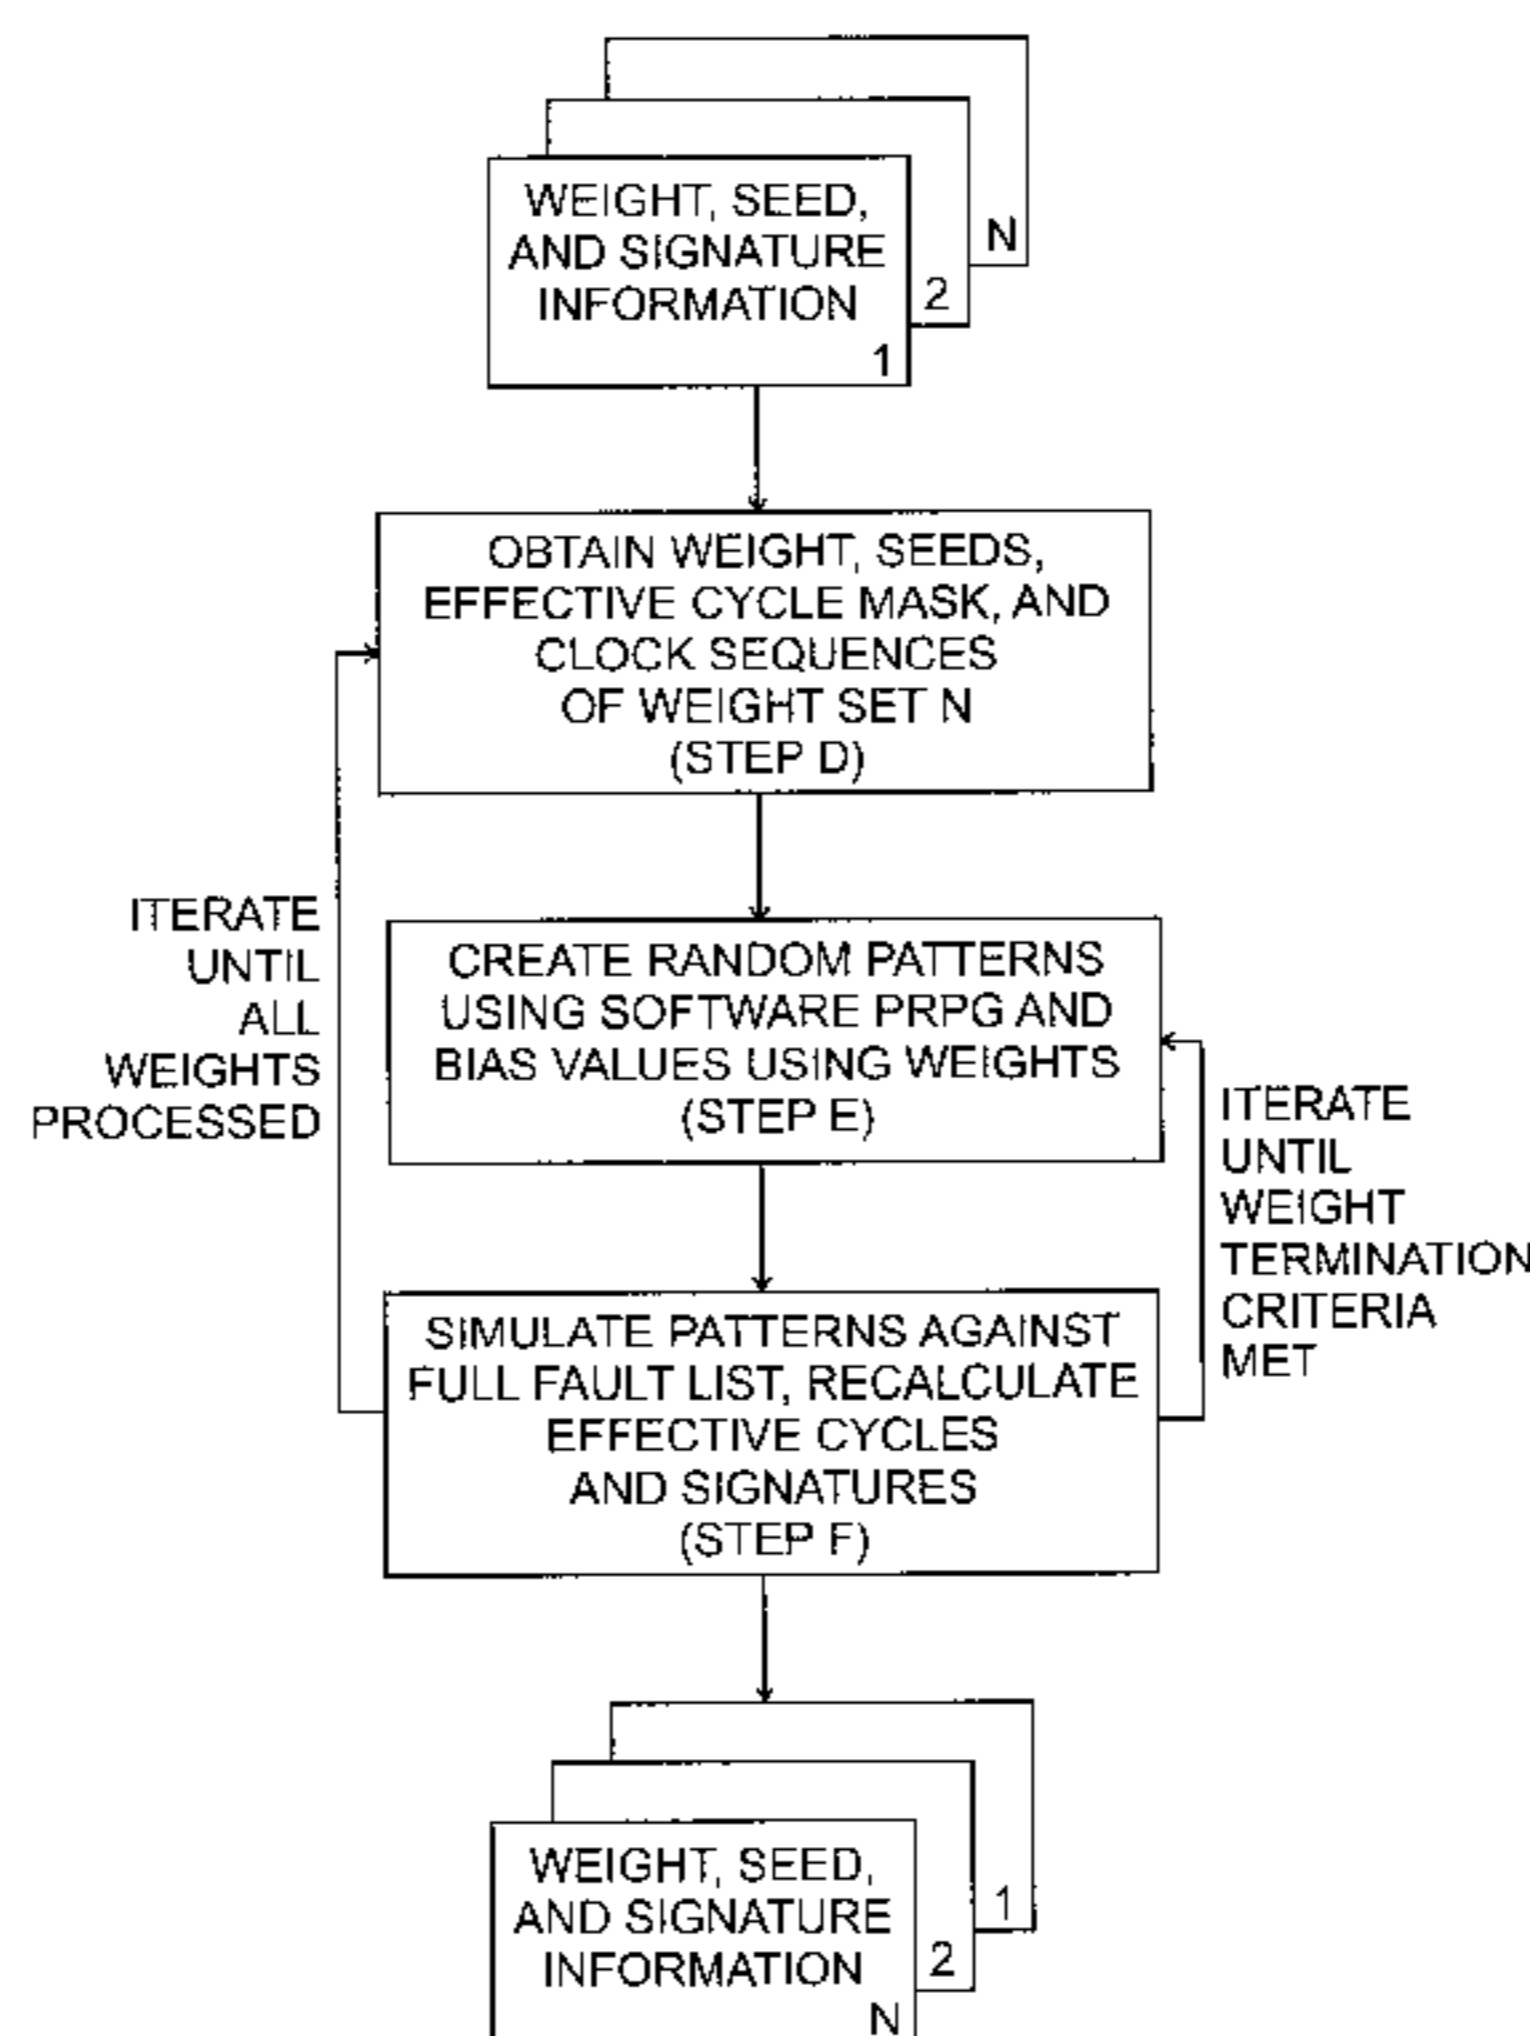 WEIGHT, SEED,
AND SIGNATURE
INFORMATION
1
2
N
OBTAIN WEIGHT, SEEDS,
EFFECTIVE CYCLE MASK, AND
CLOCK SEQUENCES
OF WEIGHT SET N
(STEP D)
ITERATE
UNTIL
ALL
WEIGHTS
PROCESSED
CREATE RANDOM PATTERNS
USING SOFTWARE PRPG AND
BIAS VALUES USING WEIGHTS
(STEP E)
ITERATE
UNTIL
WEIGHT
TERMINATION
CRITERIA
MET
SIMULATE PATTERNS AGAINST
FULL FAULT LIST, RECALCULATE
EFFECTIVE CYCLES
AND SIGNATURES
(STEP F)
WEIGHT, SEED,
AND SIGNATURE
INFORMATION
N
2
1